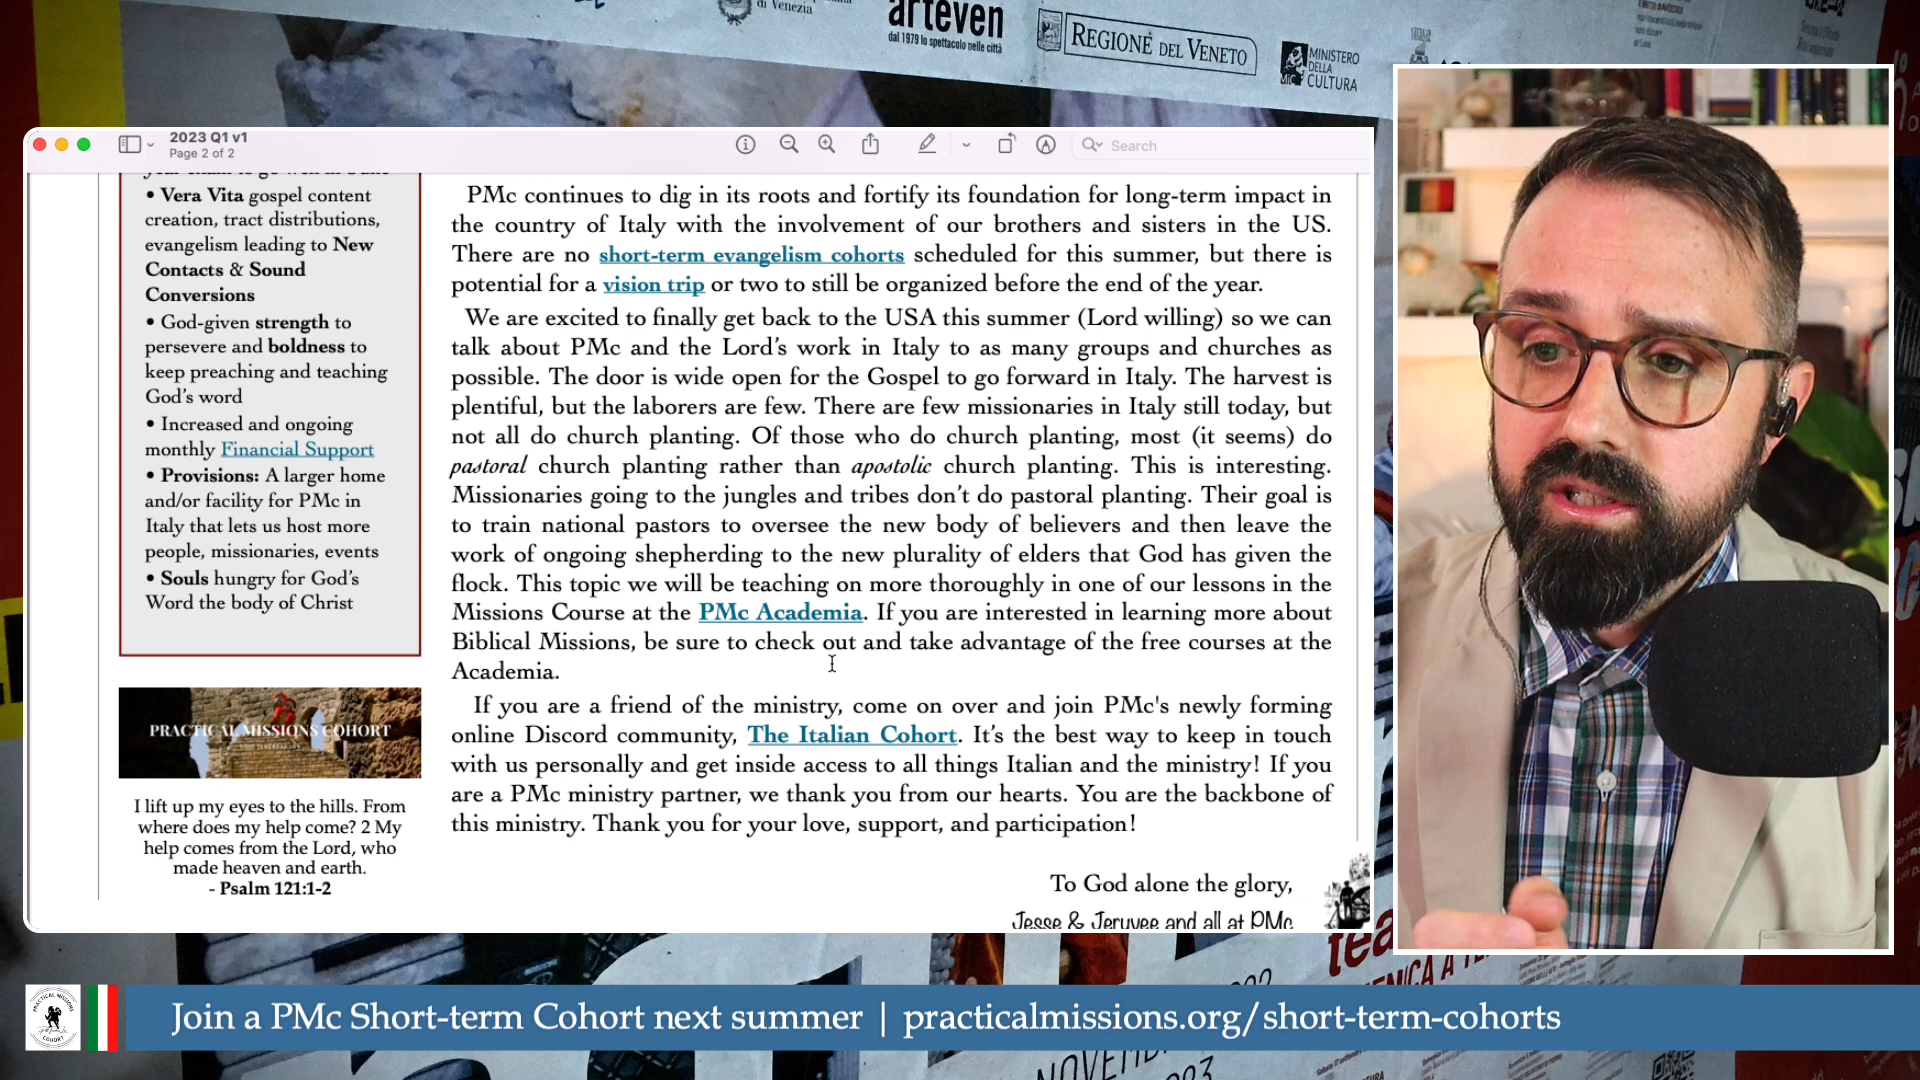 di Venezia
arteven
dal 1979 lo spettacolo nelle città
REGIONE DEL VENETO
MINISTERO
DELLA
CULTURA
2023 Q1 v1
Page 2 of 2
Search
• Vera Vita gospel content
creation, tract distributions,
evangelism leading to New
Contacts & Sound
Conversions
• God-given strength to
persevere and boldness to
keep preaching and teaching
God's word
• Increased and ongoing
monthly Financial Support
• Provisions: A larger home
and/or facility for PMc in
Italy that lets us host more
people, missionaries, events
• Souls hungry for God's
Word the body of Christ
PRACTICAL MISSIONS COHORT
I lift up my eyes to the hills. From
where does my help come? 2 My
help comes from the Lord, who
made heaven and earth.
- Psalm 121:1-2
PMc continues to dig in its roots and fortify its foundation for long-term impact in
the country of Italy with the involvement of our brothers and sisters in the US.
There are no short-term evangelism cohorts scheduled for this summer, but there is
potential for a vision trip or two to still be organized before the end of the year.
We are excited to finally get back to the USA this summer (Lord willing) so we can
talk about PMc and the Lord's work in Italy to as many groups and churches as
possible. The door is wide open for the Gospel to go forward in Italy. The harvest is
plentiful, but the laborers are few. There are few missionaries in Italy still today, but
not all do church planting. Of those who do church planting, most (it seems) do
pastoral church planting rather than apostolic church planting. This is interesting.
Missionaries going to the jungles and tribes don't do pastoral planting. Their goal is
to train national pastors to oversee the new body of believers and then leave the
work of ongoing shepherding to the new plurality of elders that God has given the
flock. This topic we will be teaching on more thoroughly in one of our lessons in the
Missions Course at the PMc Academia. If you are interested in learning more about
Biblical Missions, be sure to check out and take advantage of the free courses at the
Academia.
If you are a friend of the ministry, come on over and join PMc's newly forming
online Discord community, The Italian Cohort. It's the best way to keep in touch
with us personally and get inside access to all things Italian and the ministry! If you
are a PMc ministry partner, we thank you from our hearts. You are the backbone of
this ministry. Thank you for your love, support, and participation!
To God alone the glory,
Jesse & Jeruvee and all at PMc
Join a PMc Short-term Cohort next summer | practicalmissions.org/short-term-cohorts